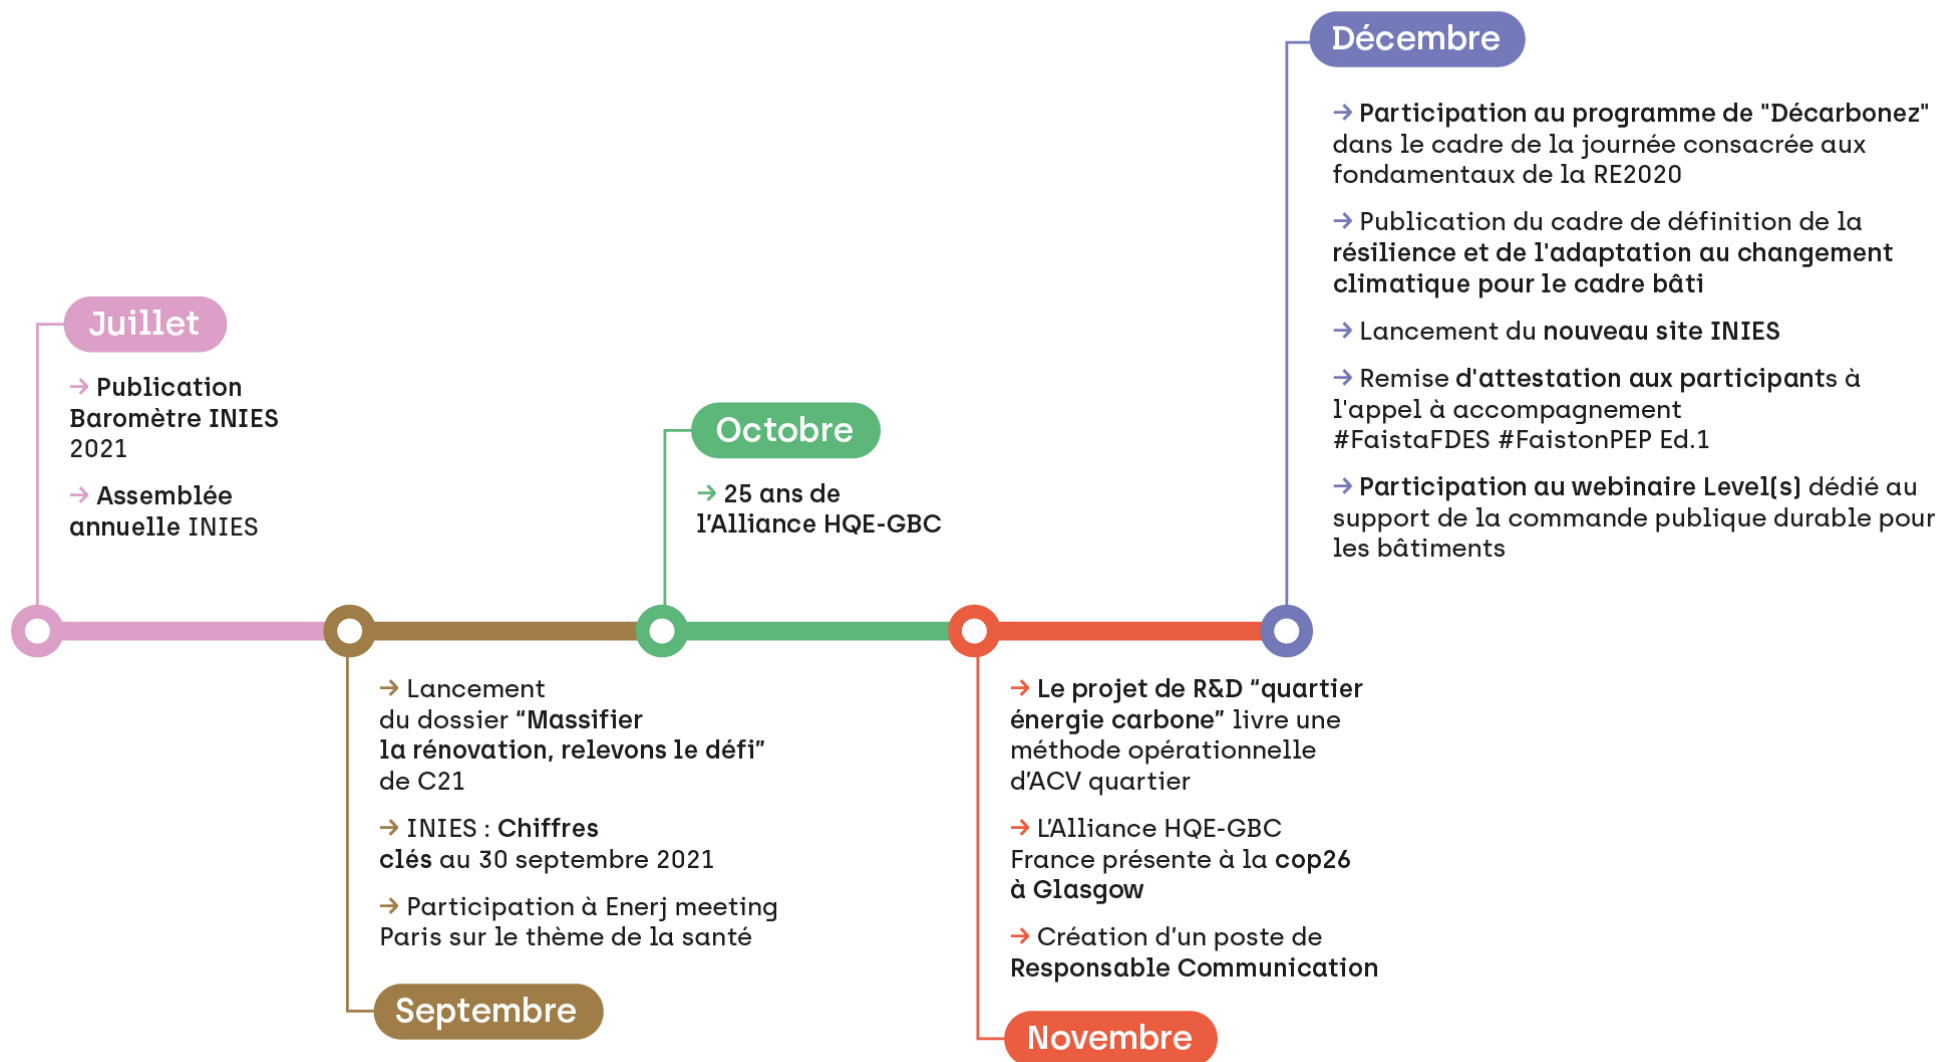 Juillet
→ Publication
Baromètre INIES
2021
→ Assemblée
annuelle INIES
→ Lancement
du dossier “Massifier
la rénovation, relevons le défi”
de C21
→ INIES : Chiffres
clés au 30 septembre 2021
→ Participation à Enerj meeting
Paris sur le thème de la santé
Septembre
Octobre
→ 25 ans de
l’Alliance HQE-GBC
→ Le projet de R&D “quartier
énergie carbone” livre une
méthode opérationnelle
d’ACV quartier
→ L’Alliance HQE-GBC
France présente à la cop26
à Glasgow
→ Création d’un poste de
Responsable Communication
Novembre
Décembre
→ Participation au programme de "Décarbonez"
dans le cadre de la journée consacrée aux
fondamentaux de la RE2020
→ Publication du cadre de définition de la
résilience et de l'adaptation au changement
climatique pour le cadre bâti
→ Lancement du nouveau site INIES
→ Remise d'attestation aux participants à
l'appel à accompagnement
#FaistaFDES #FaistonPEP Ed.1
→ Participation au webinaire Level(s) dédié au
support de la commande publique durable pour
les bâtiments